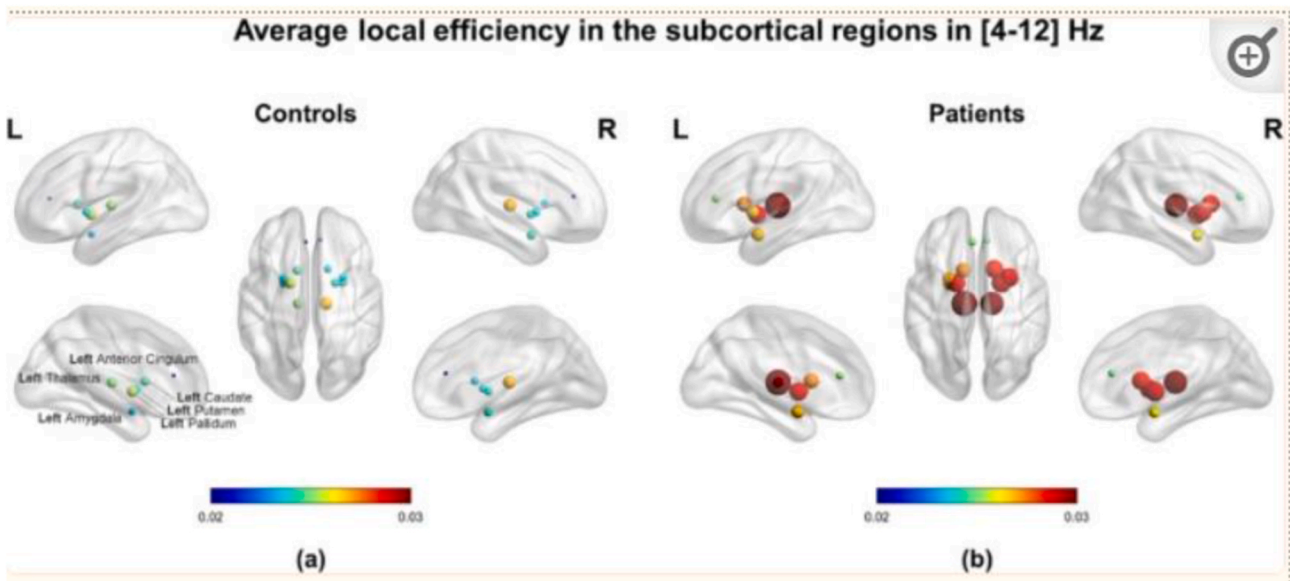 Average local efficiency in the subcortical regions in [4-12] Hz
Controls
Patients
L
R
L
R
Left Anterior Cingulum
Left Thalamus
Left Caudate
Left Putamen
Left Amygdala
Left Pallidum
0.02
0.03
0.02
0.03
(a)
(b)